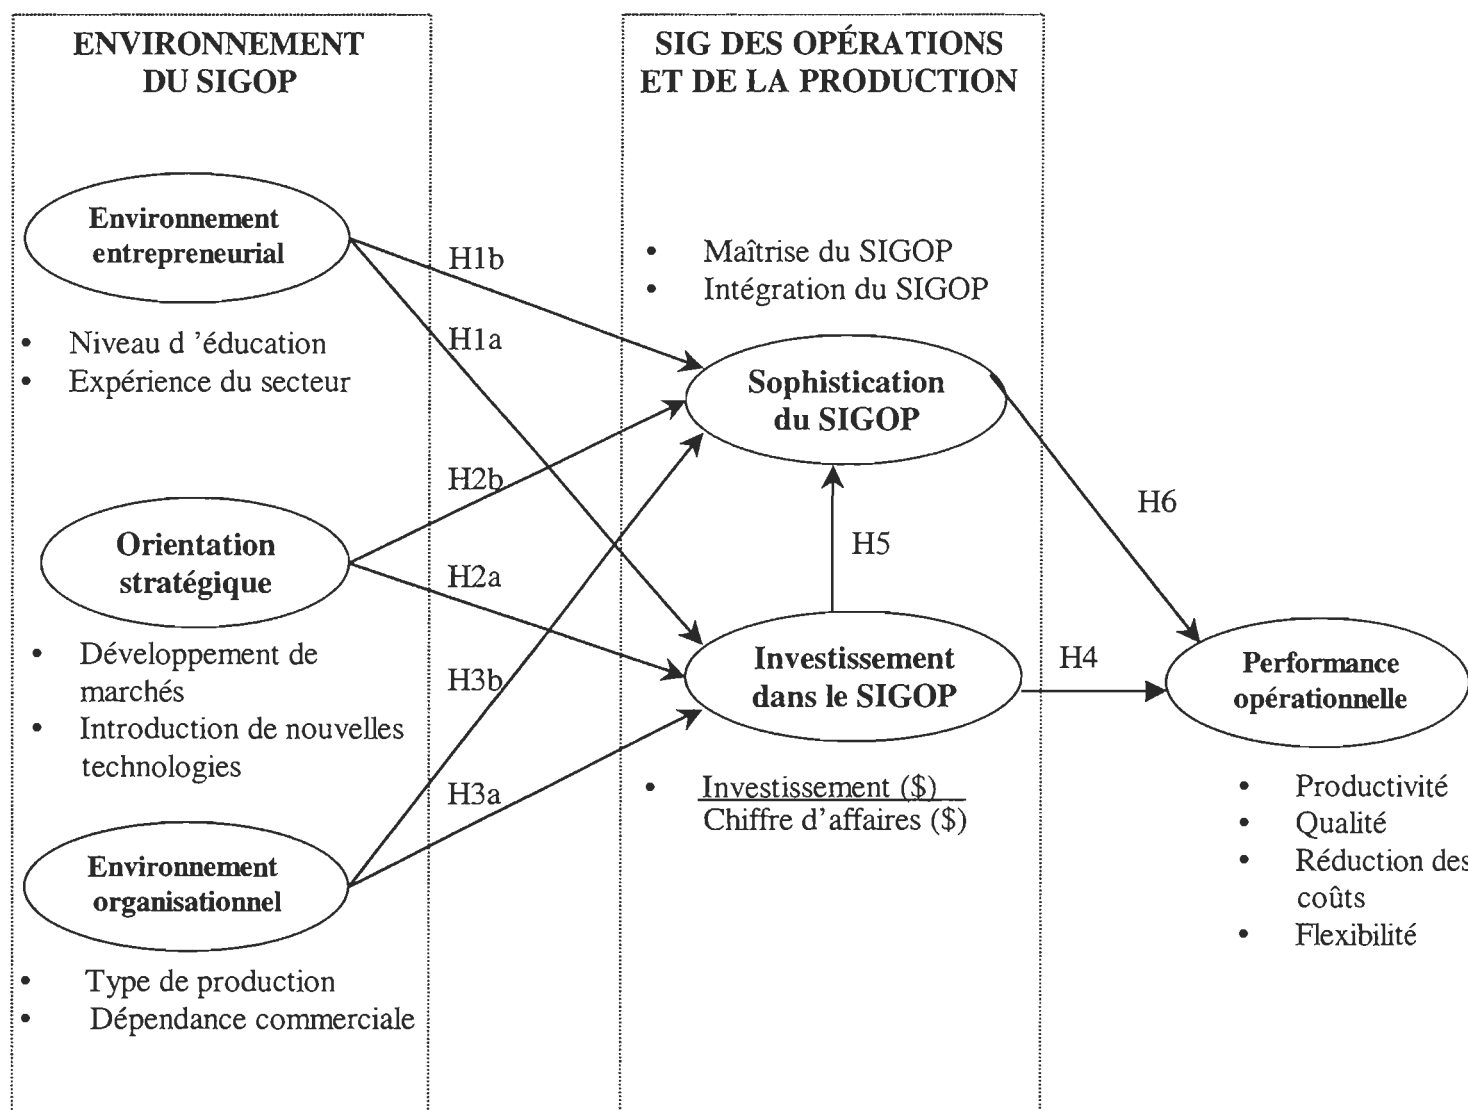 ENVIRONNEMENT
DU SIGOP
SIG DES OPÉRATIONS
ET DE LA PRODUCTION
Environnement
entrepreneurial
• Niveau d ’éducation
• Expérience du secteur
H1b
H1a
• Maîtrise du SIGOP
• Intégration du SIGOP
Sophistication
du SIGOP
Orientation
stratégique
• Développement de
marchés
• Introduction de nouvelles
technologies
H2b
H2a
H5
H6
Investissement
dans le SIGOP
H4
Performance
opérationnelle
H3b
H3a
• Investissement ($)
Chiffre d’affaires ($)
• Productivité
• Qualité
• Réduction des
coûts
• Flexibilité
Environnement
organisationnel
• Type de production
• Dépendance commerciale